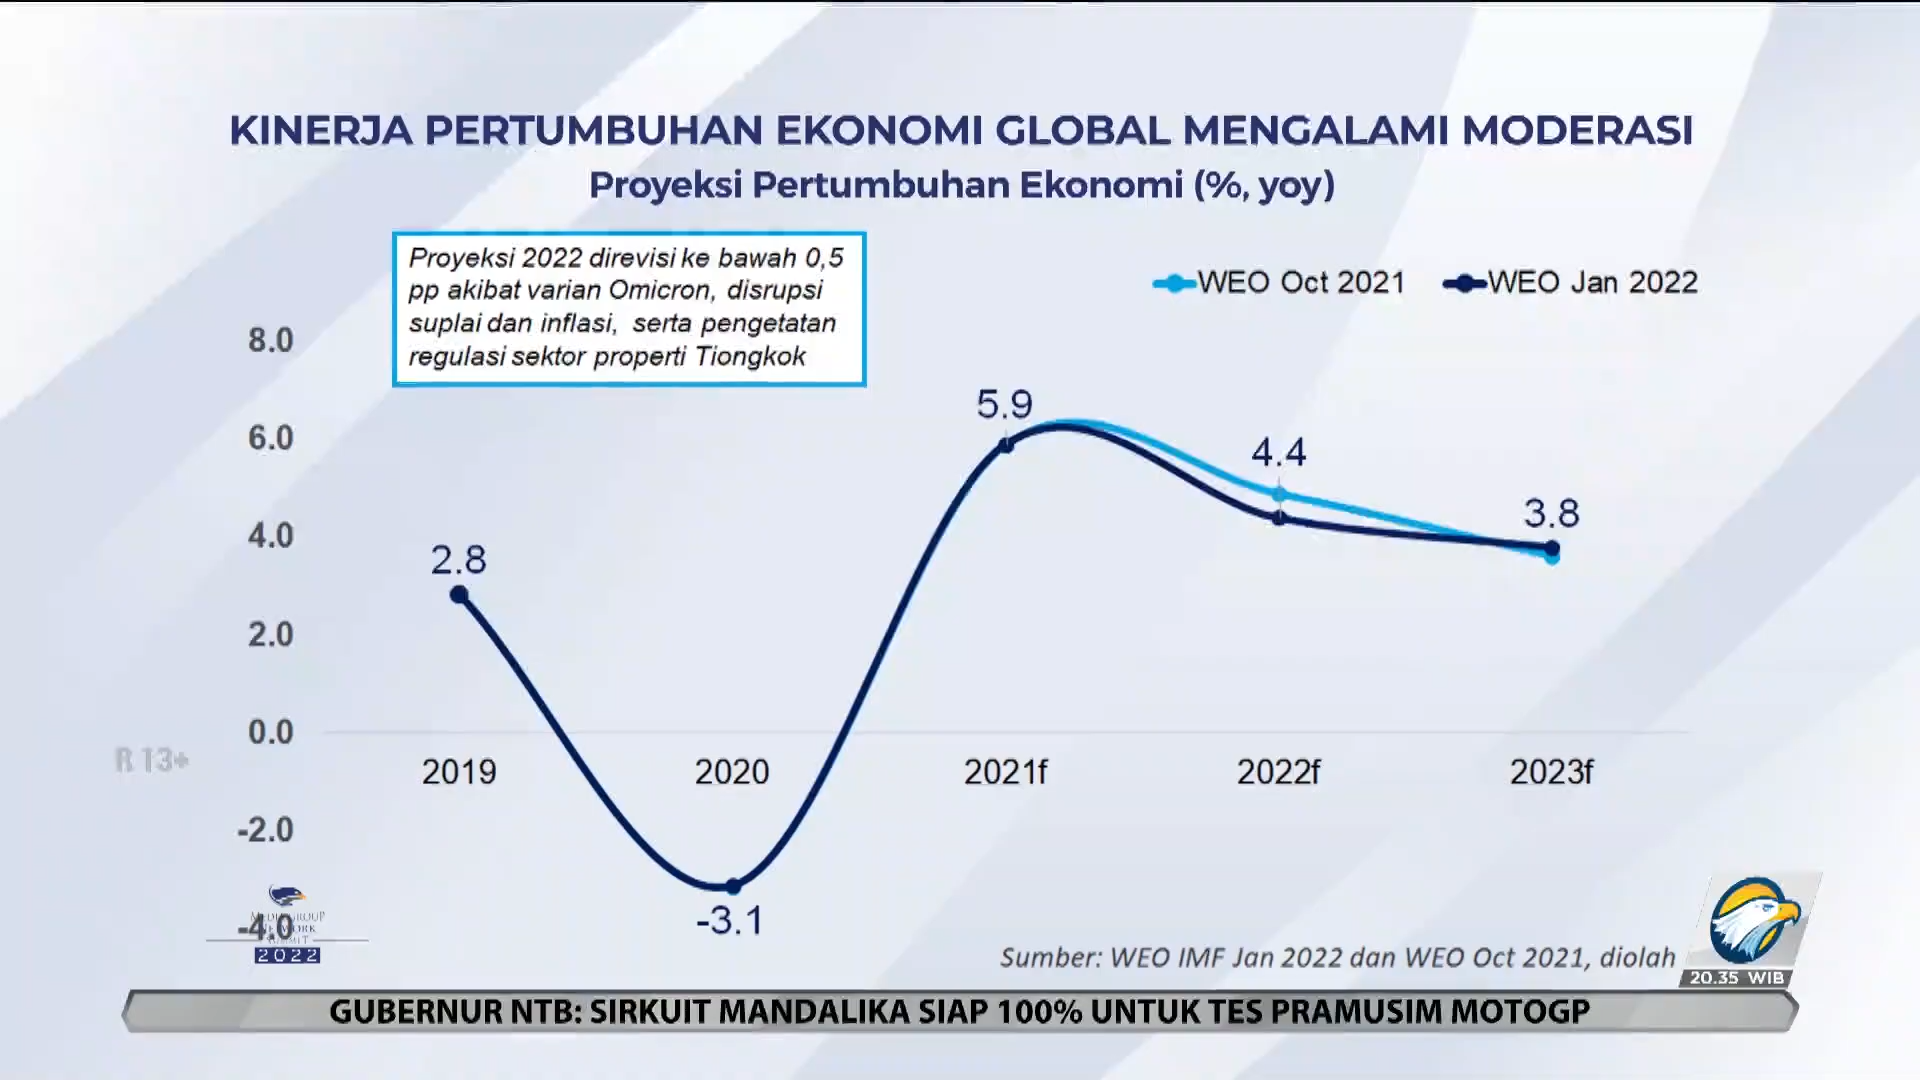 KINERJA PERTUMBUHAN EKONOMI GLOBAL MENGALAMI MODERASI
Proyeksi Pertumbuhan Ekonomi (%, yoy)
Proyeksi 2022 direvisi ke bawah 0,5
pp akibat varian Omicron, disrupsi
suplai dan inflasi, serta pengetatan
regulasi sektor properti Tiongkok
WEO Oct 2021 WEO Jan 2022
8.0
6.0
4.0
2.0
0.0
-2.0
-4.0
2.8
-3.1
5.9
4.4
3.8
2019 2020 2021f 2022f 2023f
R 13+
MEDIA GROUP
NETWORK
SUMMIT
2022
Sumber: WEO IMF Jan 2022 dan WEO Oct 2021, diolah
20.35 WIB
GUBERNUR NTB: SIRKUIT MANDALIKA SIAP 100% UNTUK TES PRAMUSIM MOTOGP